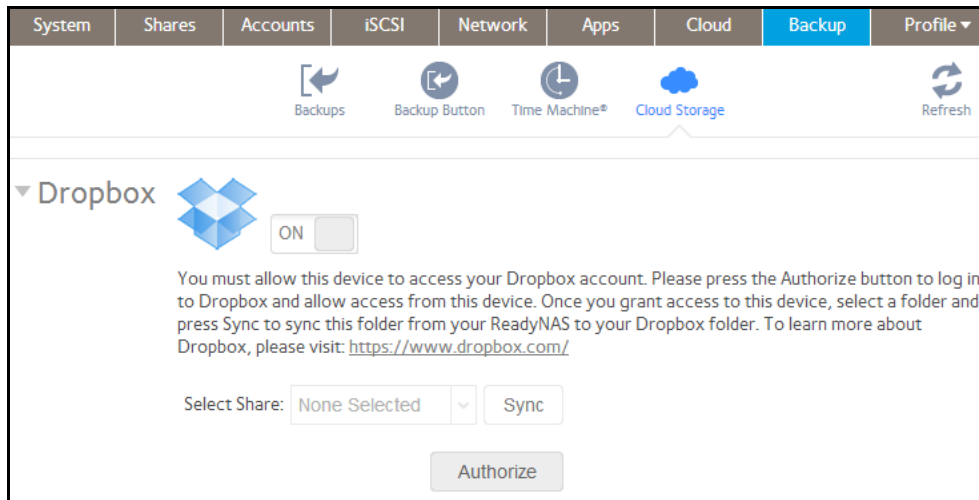 System Shares Accounts iSCSI Network Apps Cloud Backup Profile
Backups Backup Button Time Machine® Cloud Storage Refresh
Dropbox
ON
You must allow this device to access your Dropbox account. Please press the Authorize button to log in
to Dropbox and allow access from this device. Once you grant access to this device, select a folder and
press Sync to sync this folder from your ReadyNAS to your Dropbox folder. To learn more about
Dropbox, please visit: https://www.dropbox.com/
Select Share: None Selected Sync
Authorize